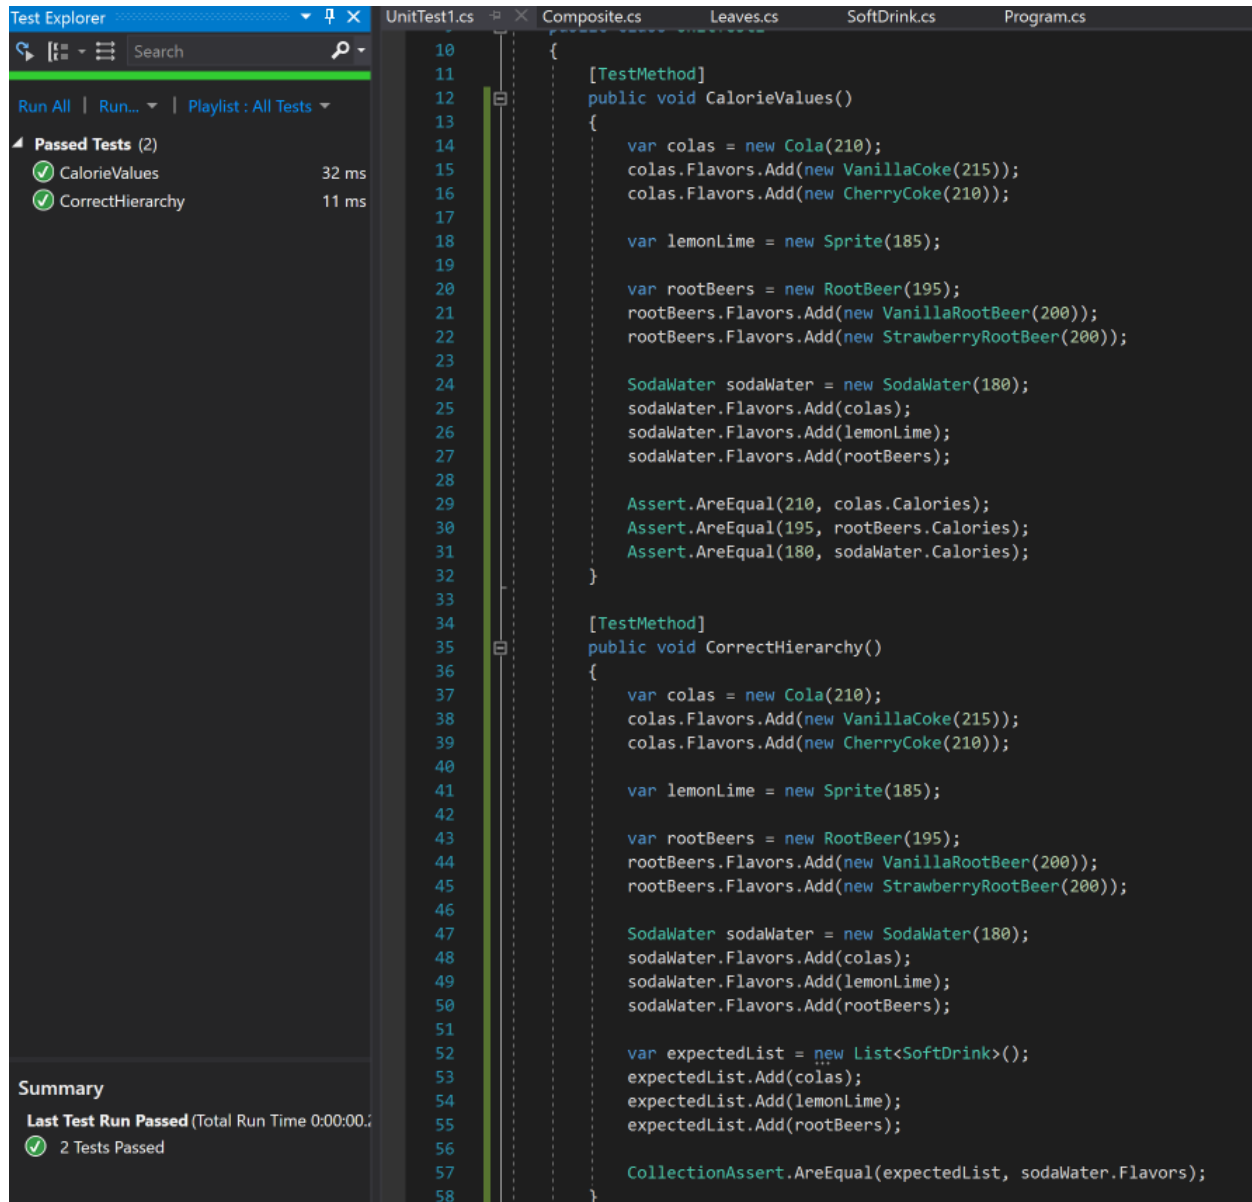 Test Explorer
Search
Run All | Run... | Playlist : All Tests
Passed Tests (2)
CalorieValues 32 ms
CorrectHierarchy 11 ms
Summary
Last Test Run Passed (Total Run Time 0:00:00.
2 Tests Passed
UnitTest1.cs Composite.cs Leaves.cs SoftDrink.cs Program.cs
10 {
11 [TestMethod]
12 public void CalorieValues()
13 {
14 var colas = new Cola(210);
15 colas.Flavors.Add(new VanillaCoke(215));
16 colas.Flavors.Add(new CherryCoke(210));
17
18 var lemonLime = new Sprite(185);
19
20 var rootBeers = new RootBeer(195);
21 rootBeers.Flavors.Add(new VanillaRootBeer(200));
22 rootBeers.Flavors.Add(new StrawberryRootBeer(200));
23
24 SodaWater sodaWater = new SodaWater(180);
25 sodaWater.Flavors.Add(colas);
26 sodaWater.Flavors.Add(lemonLime);
27 sodaWater.Flavors.Add(rootBeers);
28
29 Assert.AreEqual(210, colas.Calories);
30 Assert.AreEqual(195, rootBeers.Calories);
31 Assert.AreEqual(180, sodaWater.Calories);
32 }
33
34 [TestMethod]
35 public void CorrectHierarchy()
36 {
37 var colas = new Cola(210);
38 colas.Flavors.Add(new VanillaCoke(215));
39 colas.Flavors.Add(new CherryCoke(210));
40
41 var lemonLime = new Sprite(185);
42
43 var rootBeers = new RootBeer(195);
44 rootBeers.Flavors.Add(new VanillaRootBeer(200));
45 rootBeers.Flavors.Add(new StrawberryRootBeer(200));
46
47 SodaWater sodaWater = new SodaWater(180);
48 sodaWater.Flavors.Add(colas);
49 sodaWater.Flavors.Add(lemonLime);
50 sodaWater.Flavors.Add(rootBeers);
51
52 var expectedList = new List<SoftDrink>();
53 expectedList.Add(colas);
54 expectedList.Add(lemonLime);
55 expectedList.Add(rootBeers);
56
57 CollectionAssert.AreEqual(expectedList, sodaWater.Flavors);
58 }